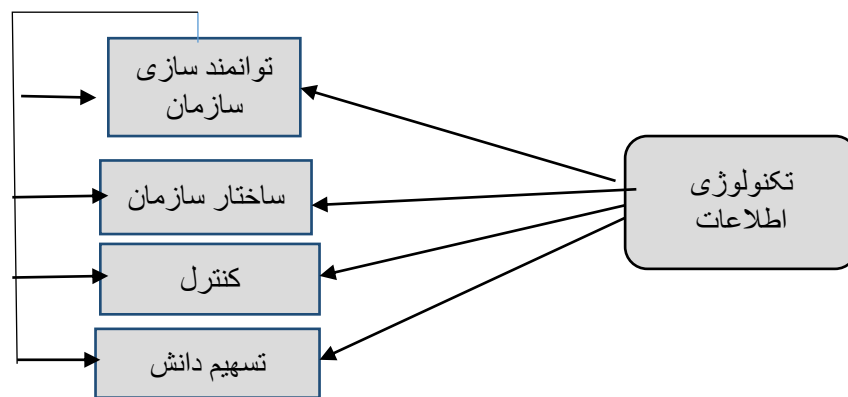 توانمند سازی
سازمان
ساختار سازمان
کنترل
تسهیم دانش
تکنولوژی
اطلاعات